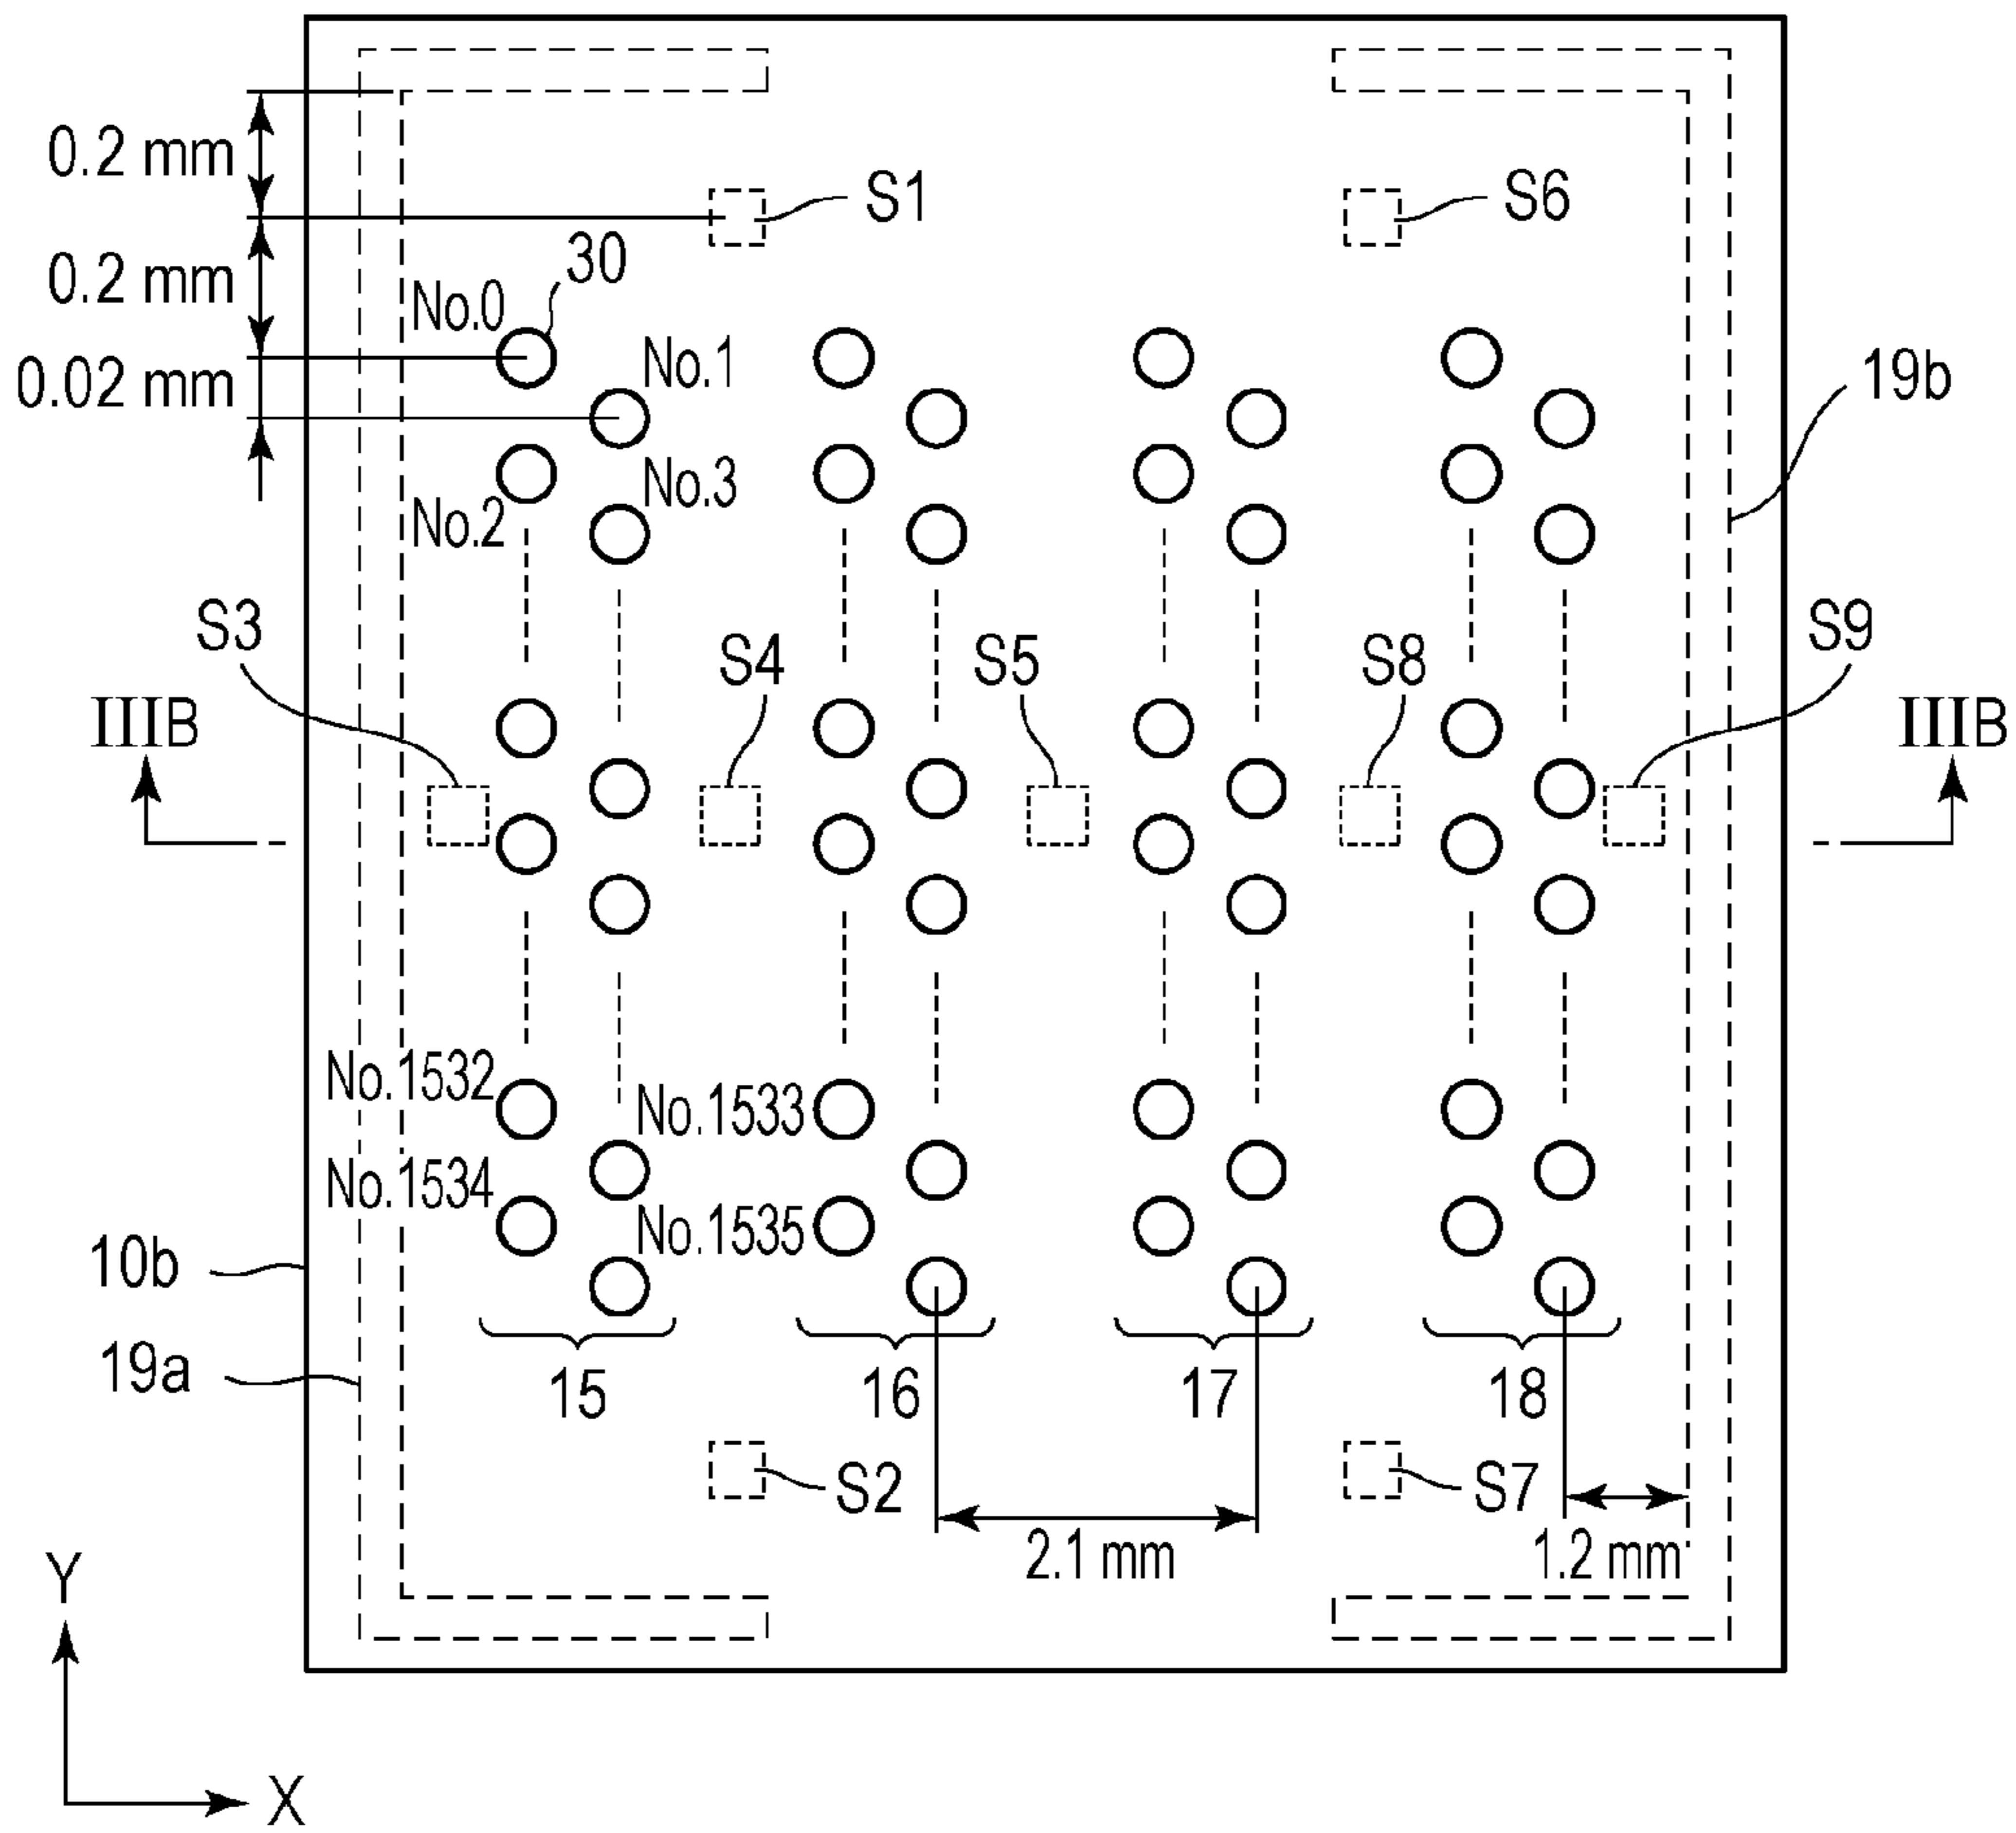 0.2 mm
S1
S6
0.2 mm
30
No.0
No.1
0.02 mm
19b
No.3
No.2
S3
S4
S5
S8
S9
IIIB
IIIB
No.1532
No.1533
No.1534
No.1535
10b
19a
15
16
17
18
S2
S7
2.1 mm
1.2 mm
Y
X